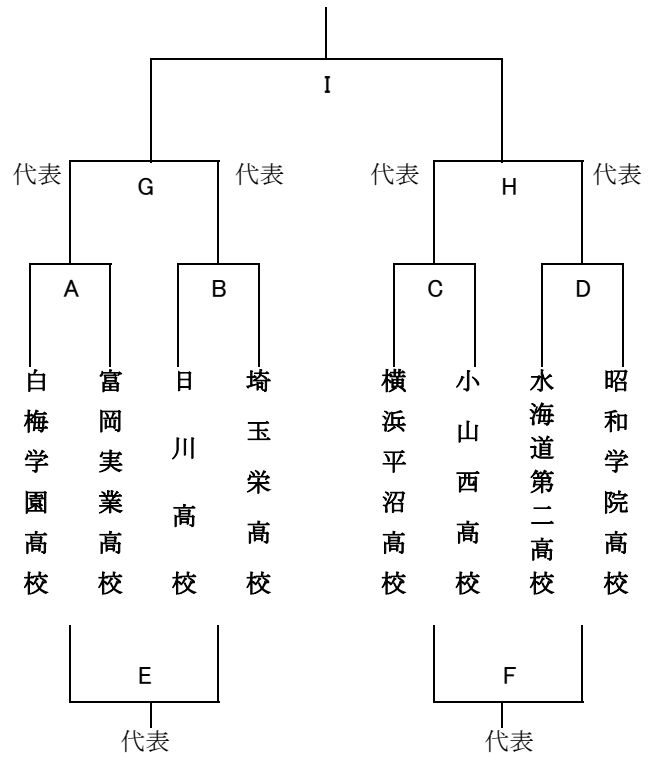 I
代表
G
代表
代表
H
代表
A
B
C
D
白梅学園高校
富岡実業高校
日川高校
埼玉栄高校
横浜平沼高校
小山西高校
水海道第二高校
昭和学院高校
E
F
代表
代表